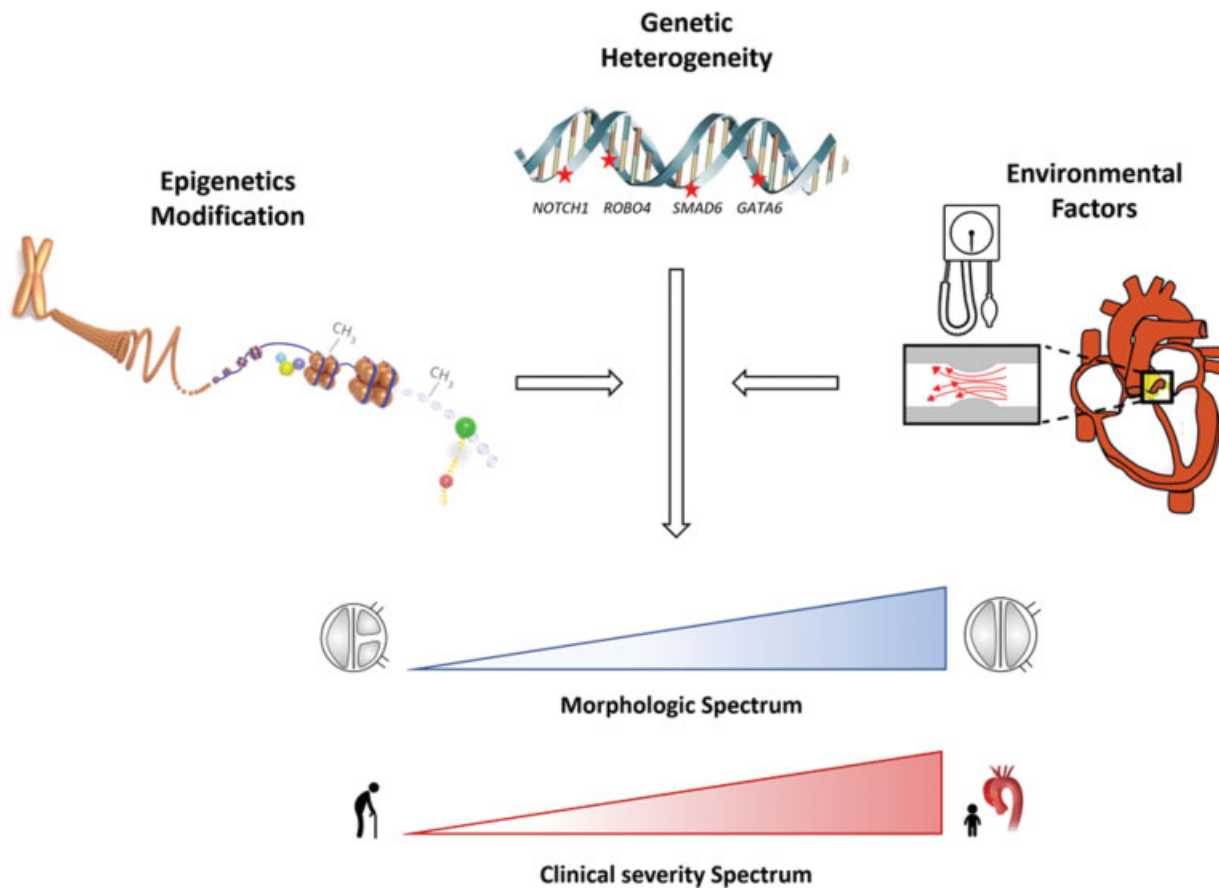 Genetic
Heterogeneity
Epigenetics
Modification
NOTCH1 ROBO4 SMAD6 GATA6
Environmental
Factors
CH₃
CH₃
Morphologic Spectrum
Clinical severity Spectrum